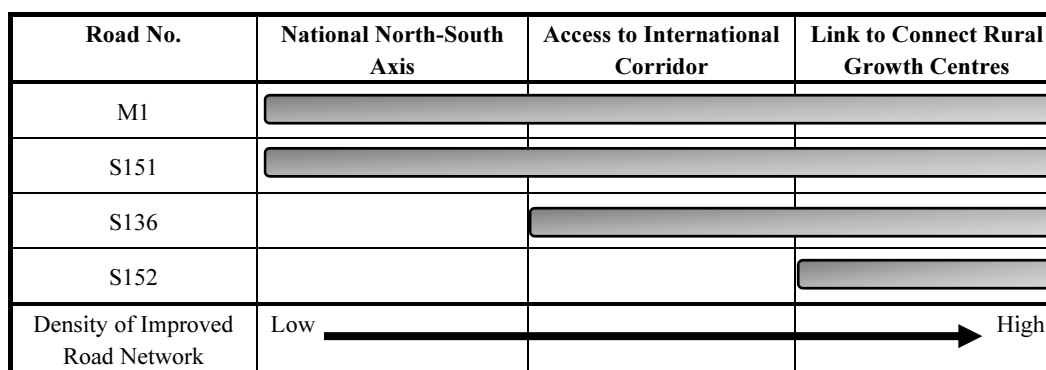 Road No.
National North-South
Axis
Access to International
Corridor
Link to Connect Rural
Growth Centres
M1
S151
S136
S152
Density of Improved
Road Network
Low
High